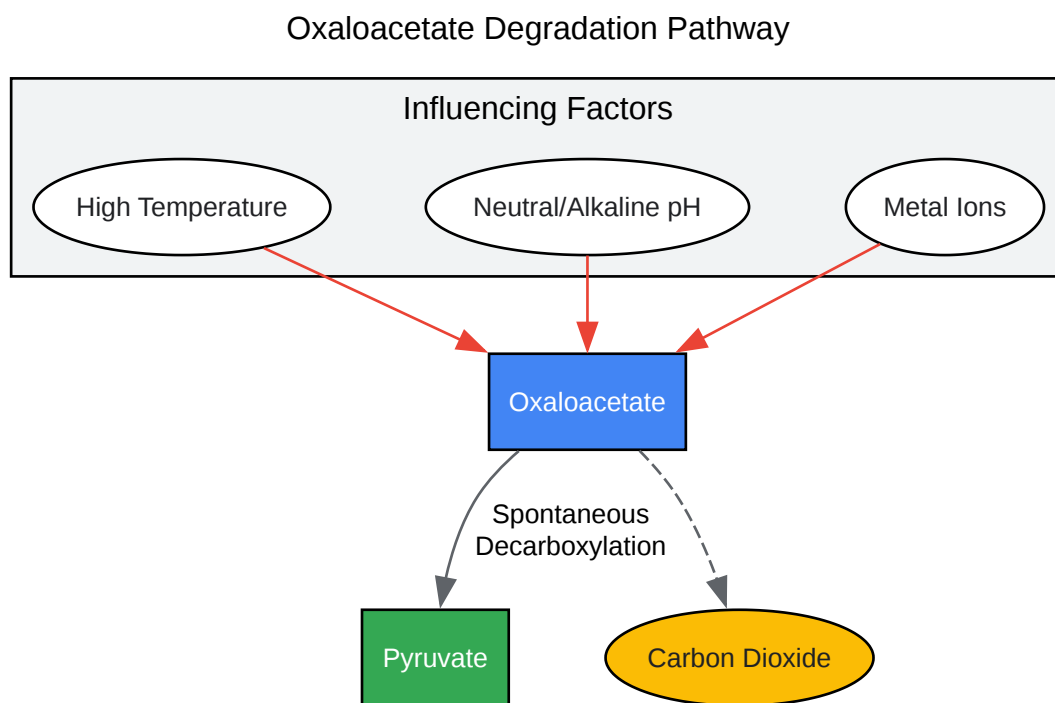 Oxaloacetate Degradation Pathway
Influencing Factors
High Temperature
Neutral/Alkaline pH
Metal Ions
Oxaloacetate
Spontaneous
Decarboxylation
Pyruvate
Carbon Dioxide